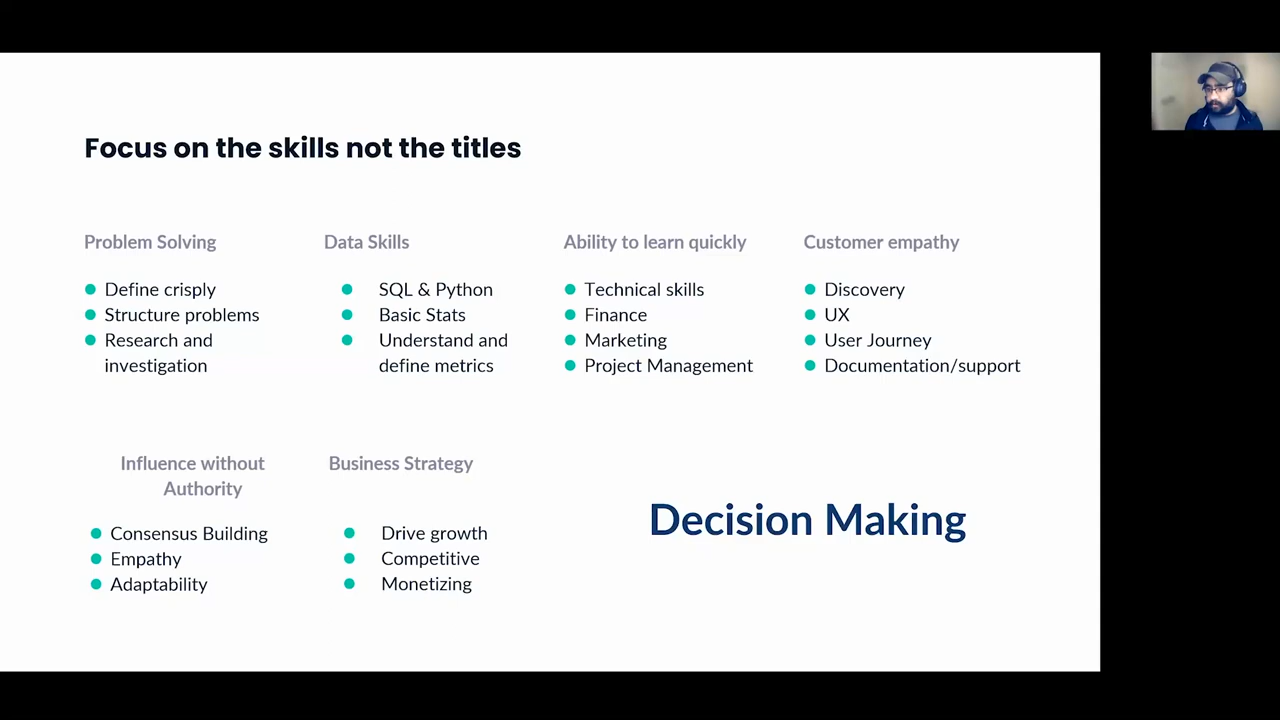 Focus on the skills not the titles
Problem Solving
Define crisply
Structure problems
Research and
investigation
Data Skills
SQL & Python
Basic Stats
Understand and
define metrics
Ability to learn quickly
Technical skills
Finance
Marketing
Project Management
Customer empathy
Discovery
UX
User Journey
Documentation/support
Influence without
Authority
Consensus Building
Empathy
Adaptability
Business Strategy
Drive growth
Competitive
Monetizing
Decision Making